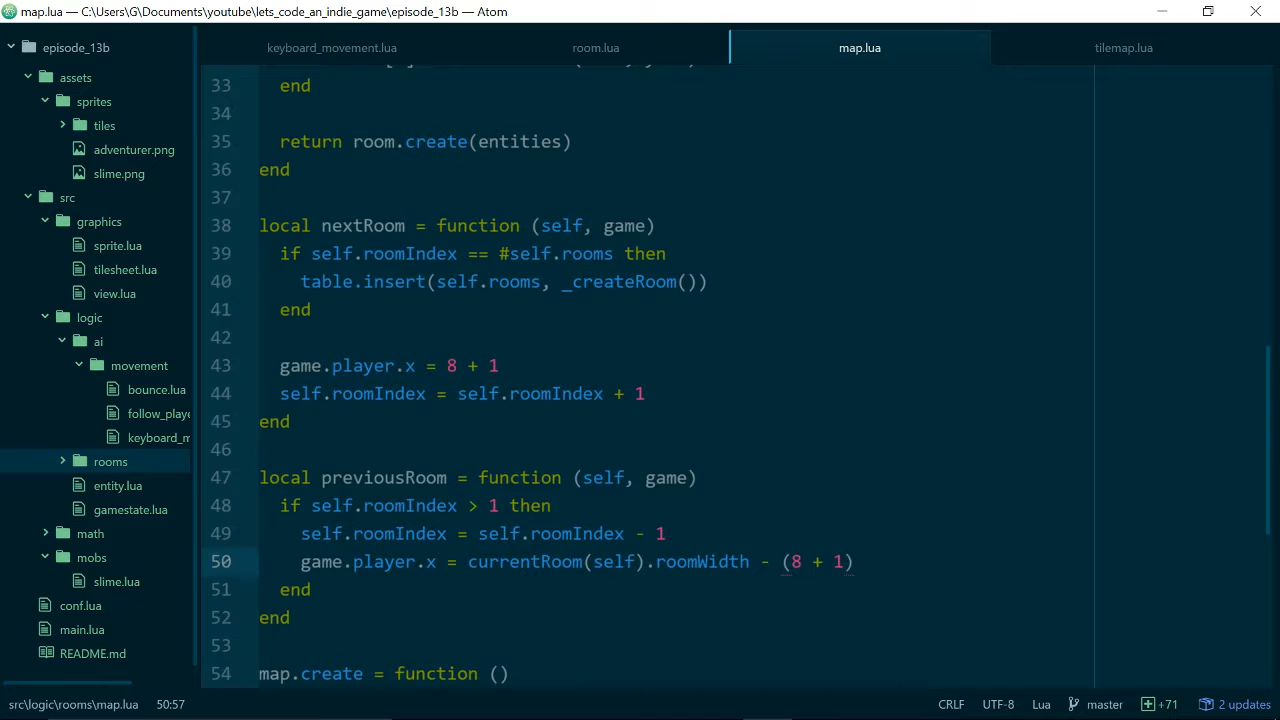 map.lua — C:\Users\G\Documents\youtube\lets_code_an_indie_game\episode_13b — Atom
episode_13b
assets
sprites
tiles
adventurer.png
slime.png
src
graphics
sprite.lua
tilesheet.lua
view.lua
logic
ai
movement
bounce.lua
follow_playe
keyboard_m
rooms
entity.lua
gamestate.lua
math
mobs
slime.lua
conf.lua
main.lua
README.md
keyboard_movement.lua
room.lua
map.lua
tilemap.lua
33 end
34
35 return room.create(entities)
36 end
37
38 local nextRoom = function (self, game)
39 if self.roomIndex == #self.rooms then
40 table.insert(self.rooms, _createRoom())
41 end
42
43 game.player.x = 8 + 1
44 self.roomIndex = self.roomIndex + 1
45 end
46
47 local previousRoom = function (self, game)
48 if self.roomIndex > 1 then
49 self.roomIndex = self.roomIndex - 1
50 game.player.x = currentRoom(self).roomWidth - (8 + 1)
51 end
52 end
53
54 map.create = function ()
src\logic\rooms\map.lua 50:57 CRLF UTF-8 Lua master +71 2 updates